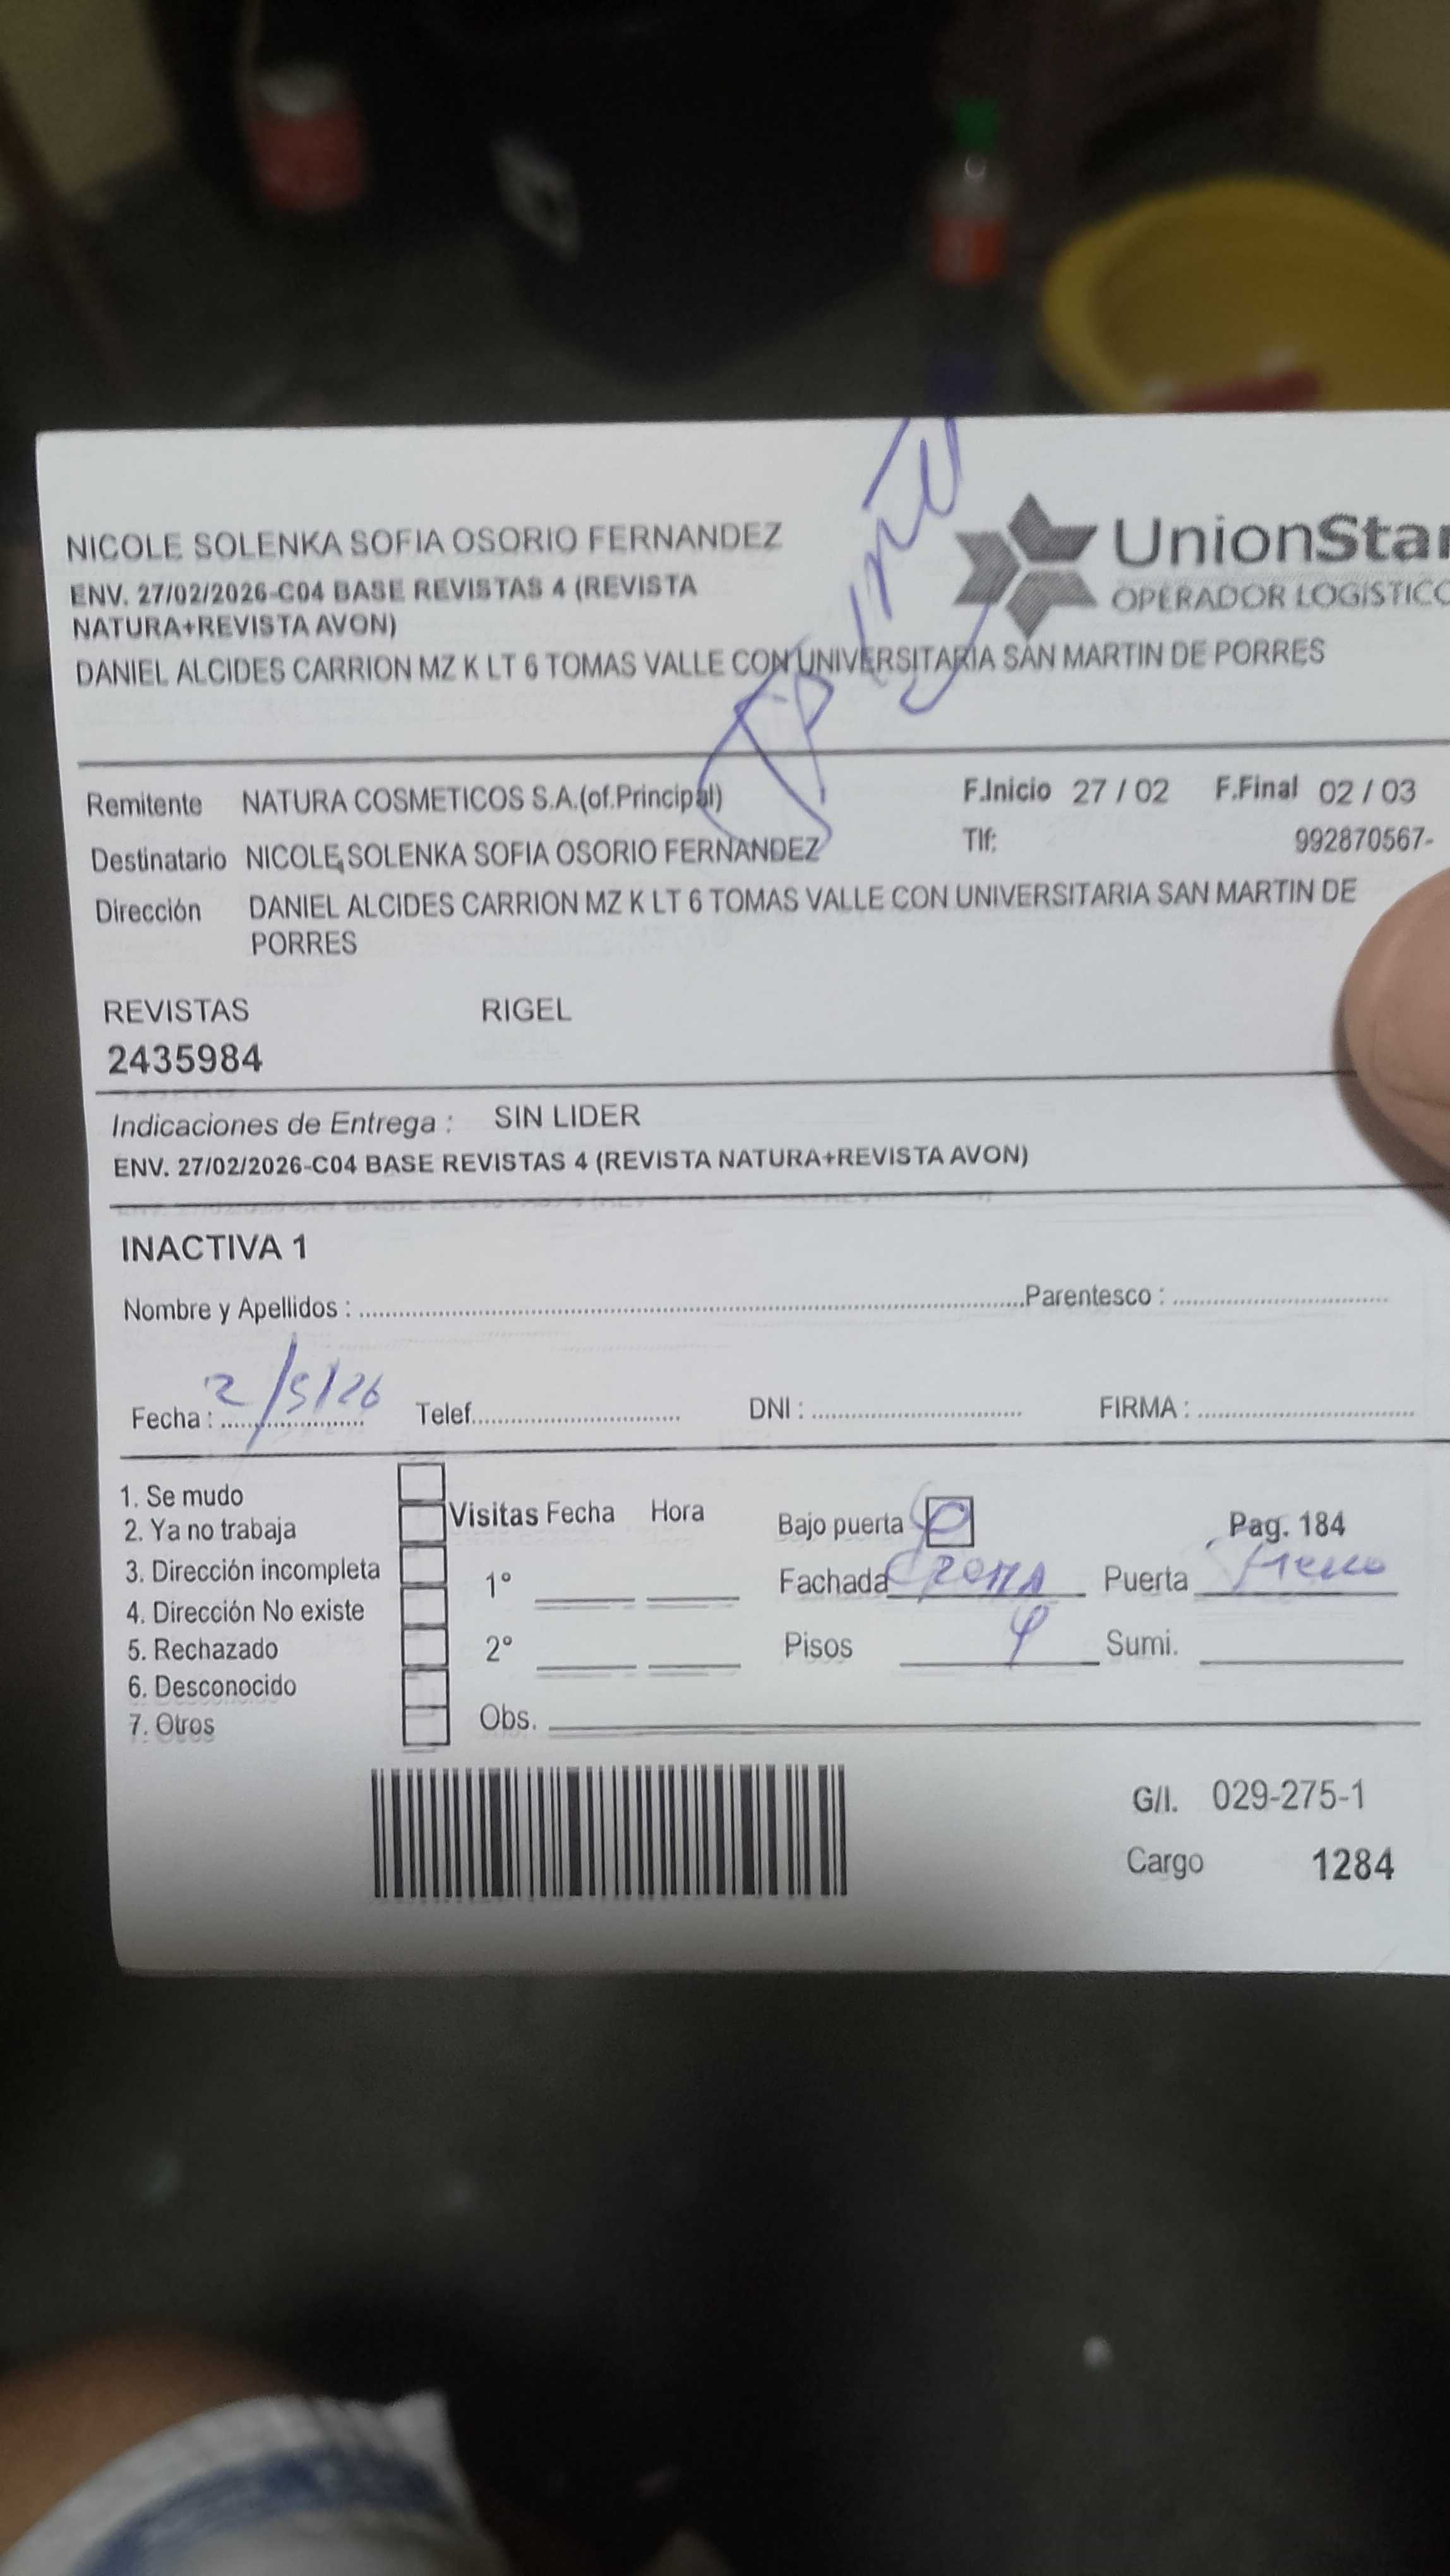 NICOLE SOLENKA SOFIA OSORIO FERNANDEZ
ENV. 27/02/2026-C04 BASE REVISTAS 4 (REVISTA
NATURA+REVISTA AVON)
DANIEL ALCIDES CARRION MZ K LT 6 TOMAS VALLE CON UNIVERSITARIA SAN MARTIN DE PORRES
UnionStar
OPERADOR LOGISTICO
Remitente NATURA COSMETICOS S.A.(of.Principal) F.Inicio 27 / 02 F.Final 02 / 03
Destinatario NICOLE SOLENKA SOFIA OSORIO FERNANDEZ Tlf: 992870567-
Dirección DANIEL ALCIDES CARRION MZ K LT 6 TOMAS VALLE CON UNIVERSITARIA SAN MARTIN DE
PORRES
REVISTAS RIGEL
2435984
Indicaciones de Entrega : SIN LIDER
ENV. 27/02/2026-C04 BASE REVISTAS 4 (REVISTA NATURA+REVISTA AVON)
INACTIVA 1
Nombre y Apellidos : Parentesco :
Fecha : 2/3/26 Telef. DNI : FIRMA :
1. Se mudo
2. Ya no trabaja
3. Dirección incompleta
4. Dirección No existe
5. Rechazado
6. Desconocido
7. Otros
Visitas Fecha Hora
1°
2°
Obs.
Bajo puerta Pag. 184
Fachada CROMA Puerta
Pisos 4 Sumi.
G/I. 029-275-1
Cargo 1284